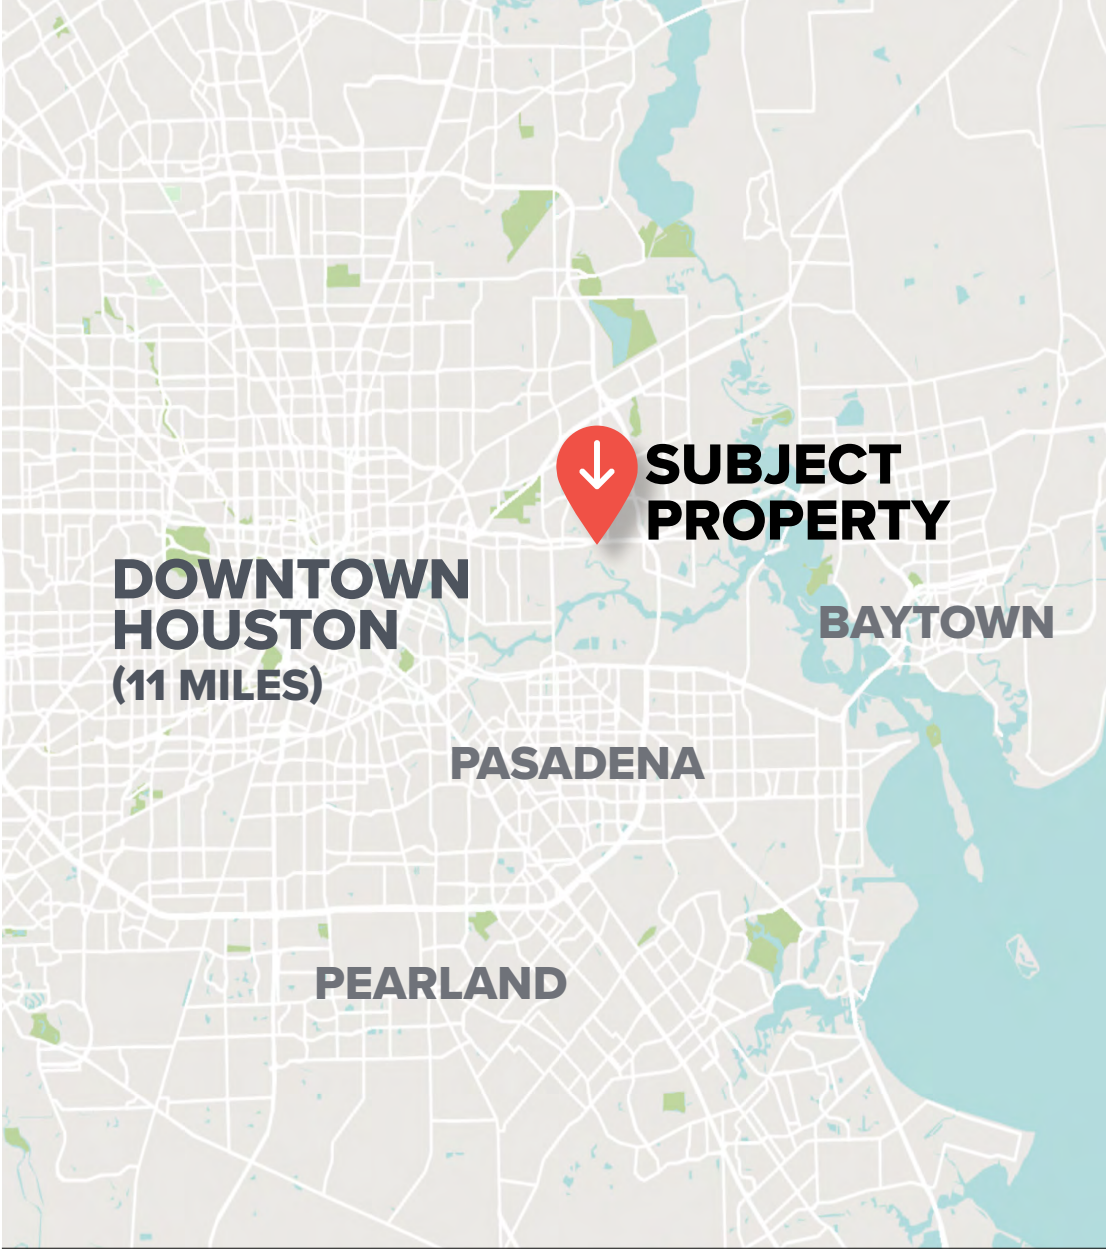 SUBJECT
PROPERTY
DOWNTOWN
HOUSTON
(11 MILES)
BAYTOWN
PASADENA
PEARLAND